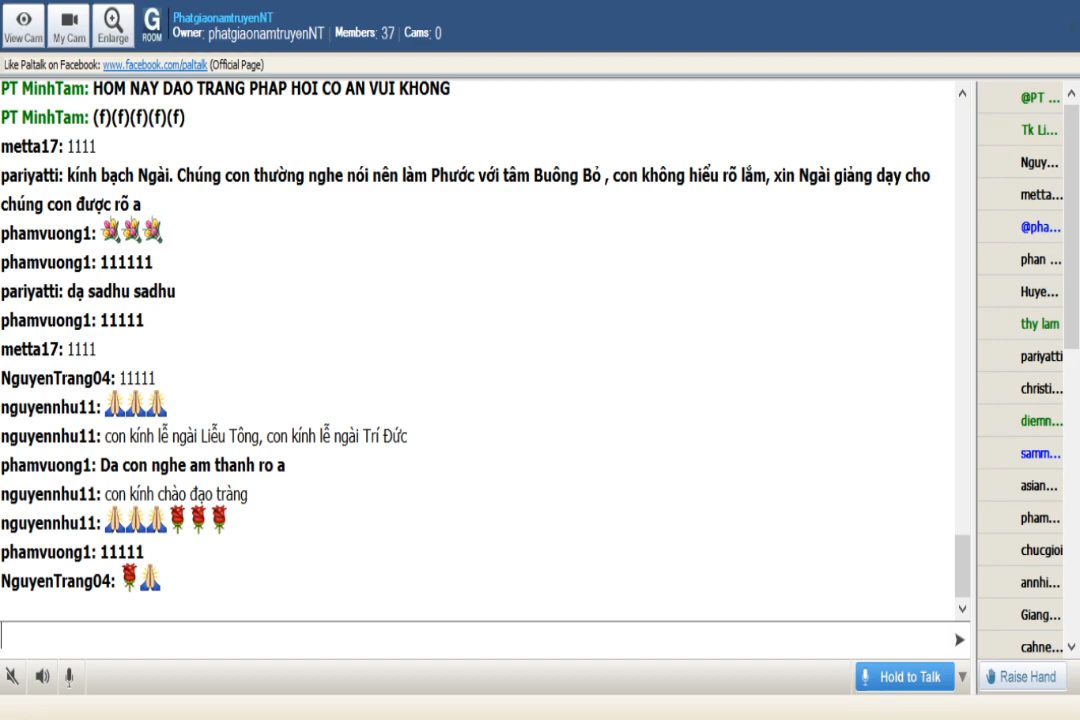 View Cam
My Cam
Enlarge
G
ROOM
PhatgiaonamtruyenNT
Owner: phatgiaonamtruyenNT | Members: 37 | Cams: 0
Like Paltalk on Facebook: www.facebook.com/paltalk (Official Page)
PT MinhTam: HOM NAY DAO TRANG PHAP HOI CO AN VUI KHONG
PT MinhTam: (f)(f)(f)(f)(f)
metta17: 1111
pariyatti: kính bạch Ngài. Chúng con thường nghe nói nên làm Phước với tâm Buông Bỏ , con không hiểu rõ lắm, xin Ngài giảng dạy cho
chúng con được rõ a
phamvuong1:
phamvuong1: 111111
pariyatti: dạ sadhu sadhu
phamvuong1: 11111
metta17: 1111
NguyenTrang04: 11111
nguyennhu11:
nguyennhu11: con kính lễ ngài Liễu Tông, con kính lễ ngài Trí Đức
phamvuong1: Da con nghe am thanh ro a
nguyennhu11: con kính chào đạo tràng
nguyennhu11:
phamvuong1: 11111
NguyenTrang04:
@PT ...
Tk Li...
Nguy...
metta...
@pha...
phan ...
Huye...
thy lam
pariyatti
christi...
diemn...
samm...
asian...
pham...
chucgioi
annhi...
Giang...
cahne...
Hold to Talk
Raise Hand